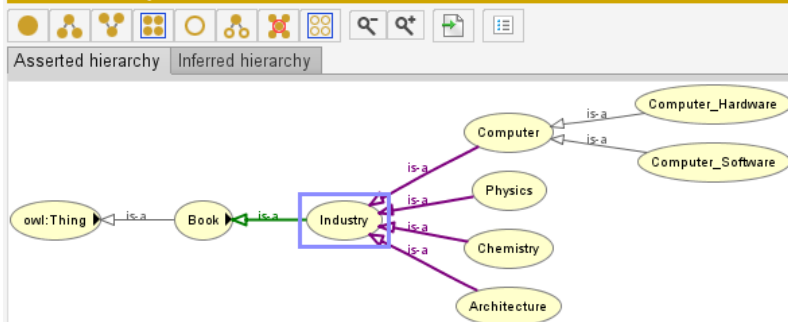 Asserted hierarchy
Inferred hierarchy
Computer_Hardware
is-a
Computer
is-a
Computer_Software
is-a
Physics
is-a
owl:Thing
is-a
Book
is-a
Industry
is-a
Chemistry
is-a
Architecture